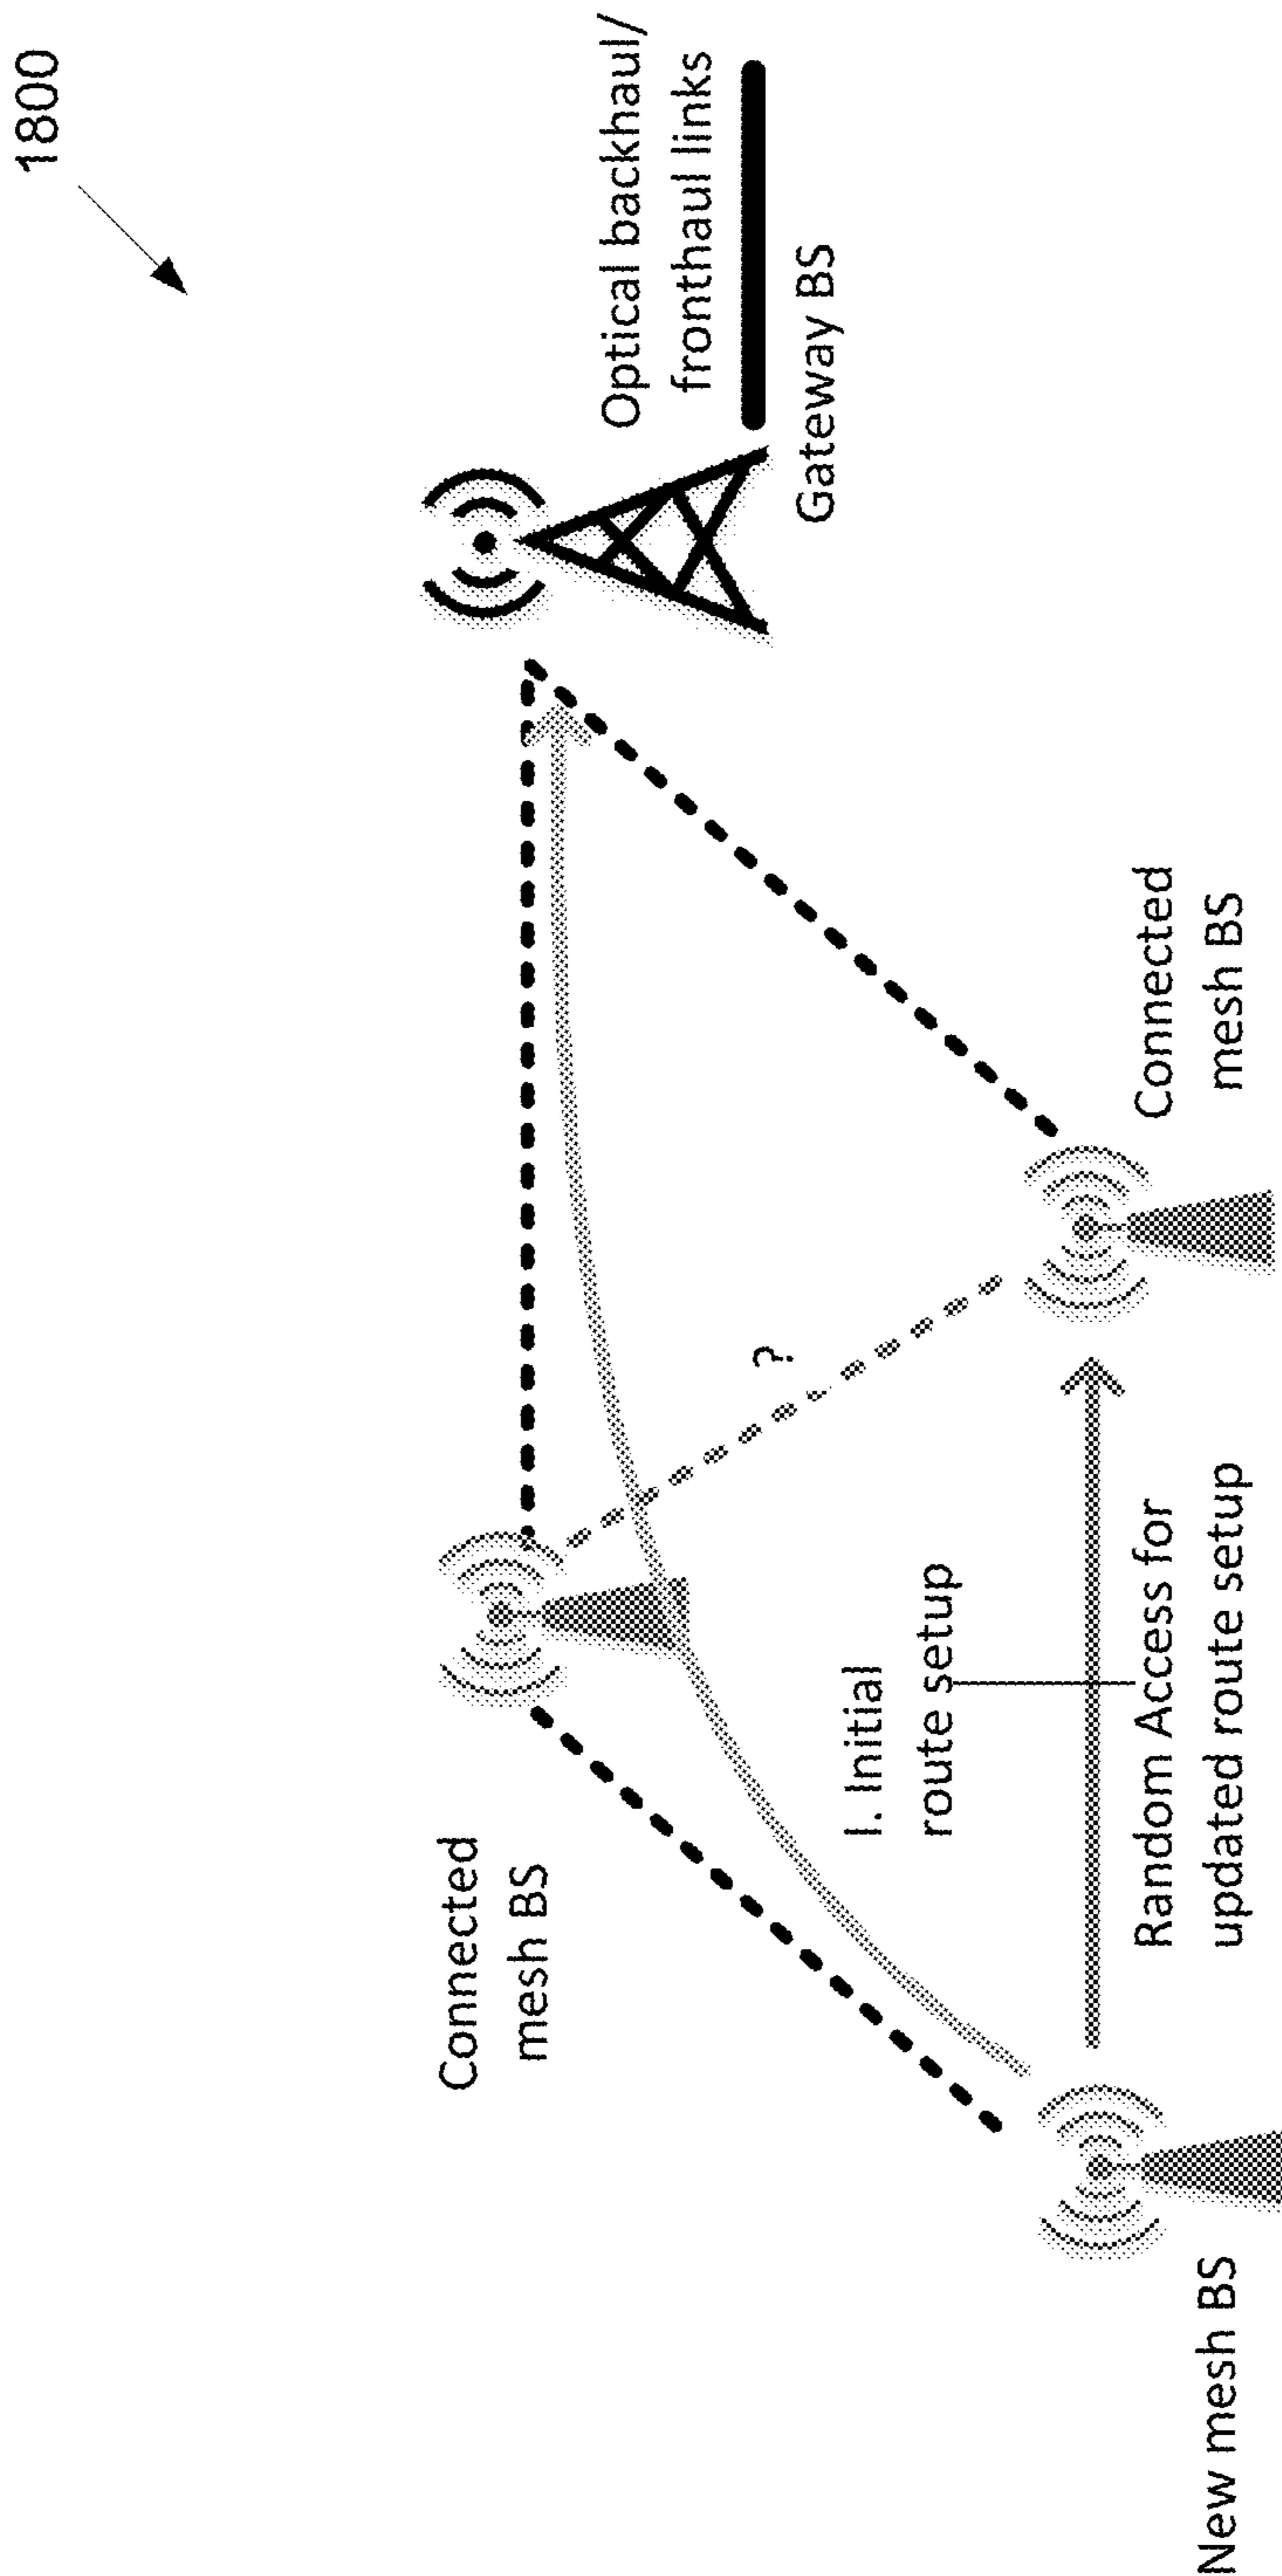 1800
Optical backhaul/
fronthaul links
Gateway BS
Connected
mesh BS
?
I. Initial
route setup
Random Access for
updated route setup
Connected
mesh BS
New mesh BS